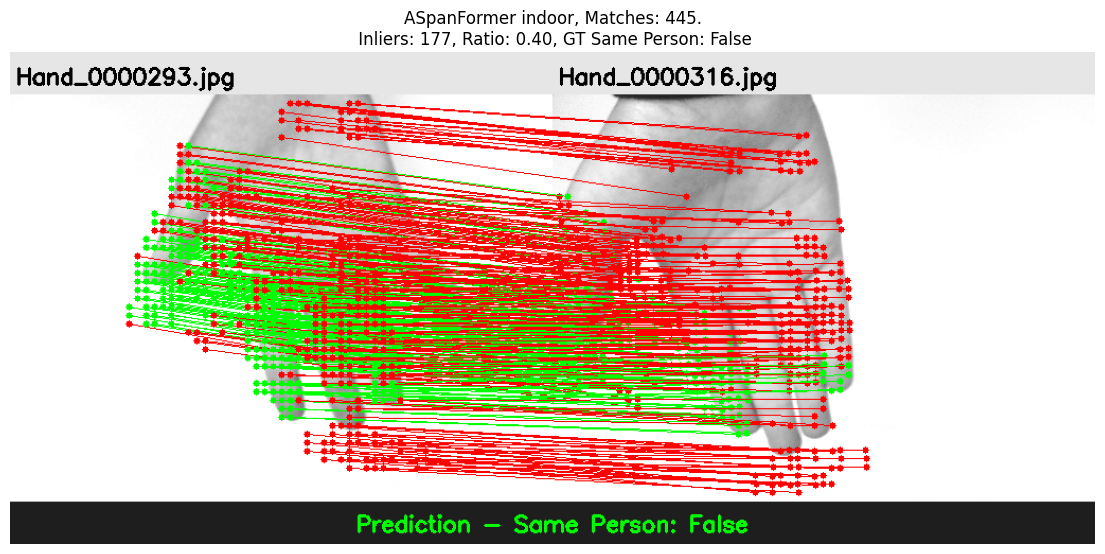 ASpanFormer indoor, Matches: 445.
Inliers: 177, Ratio: 0.40, GT Same Person: False
Hand_0000293.jpg
Hand_0000316.jpg
Prediction - Same Person: False